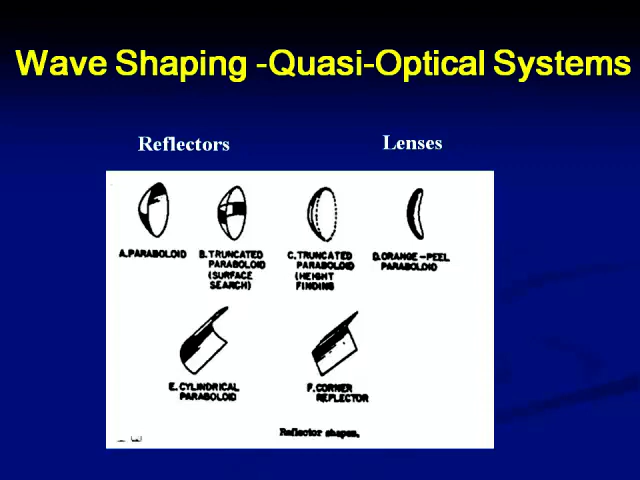 Wave Shaping -Quasi-Optical Systems
Reflectors
Lenses
A.PARABOLOID
B.TRUNCATED
PARABOLOID
(SURFACE
SEARCH)
C.TRUNCATED
PARABOLOID
(HEIGHT
FINDING
D.ORANGE-PEEL
PARABOLOID
E.CYLINDRICAL
PARABOLOID
F.CORNER
REFLECTOR
Reflector shapes.